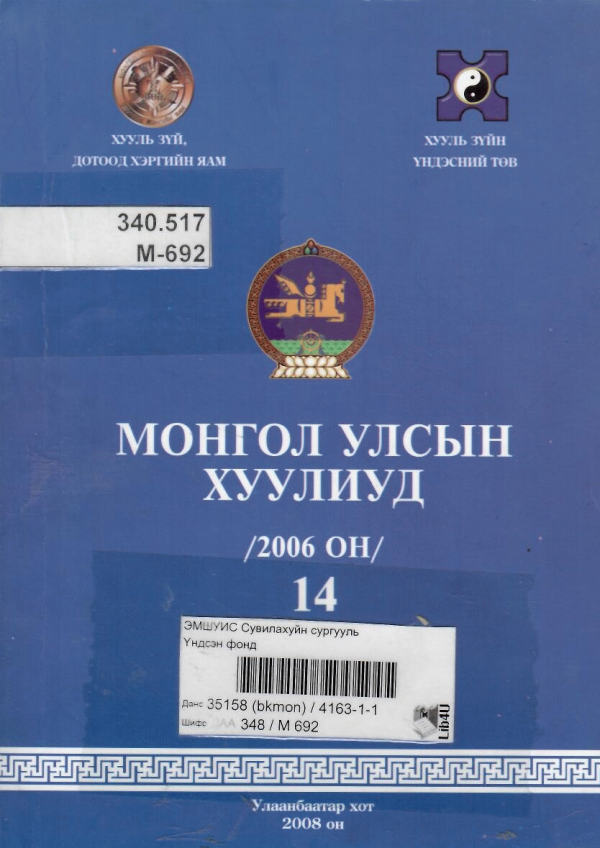 ХУУЛЬ ЗҮЙ,
ДОТООД ХЭРГИЙН ЯАМ
ХУУЛЬ ЗҮЙН
ҮНДЭСНИЙ ТӨВ
340.517
М-692
МОНГОЛ УЛСЫН
ХУУЛИУД
/2006 ОН/
14
ЭМШУИС Сувилахуйн сургууль
Үндсэн фонд
Данс 35158 (bkmon) / 4163-1-1
Шифр 348 / М 692
Lib4U
Улаанбаатар хот
2008 он